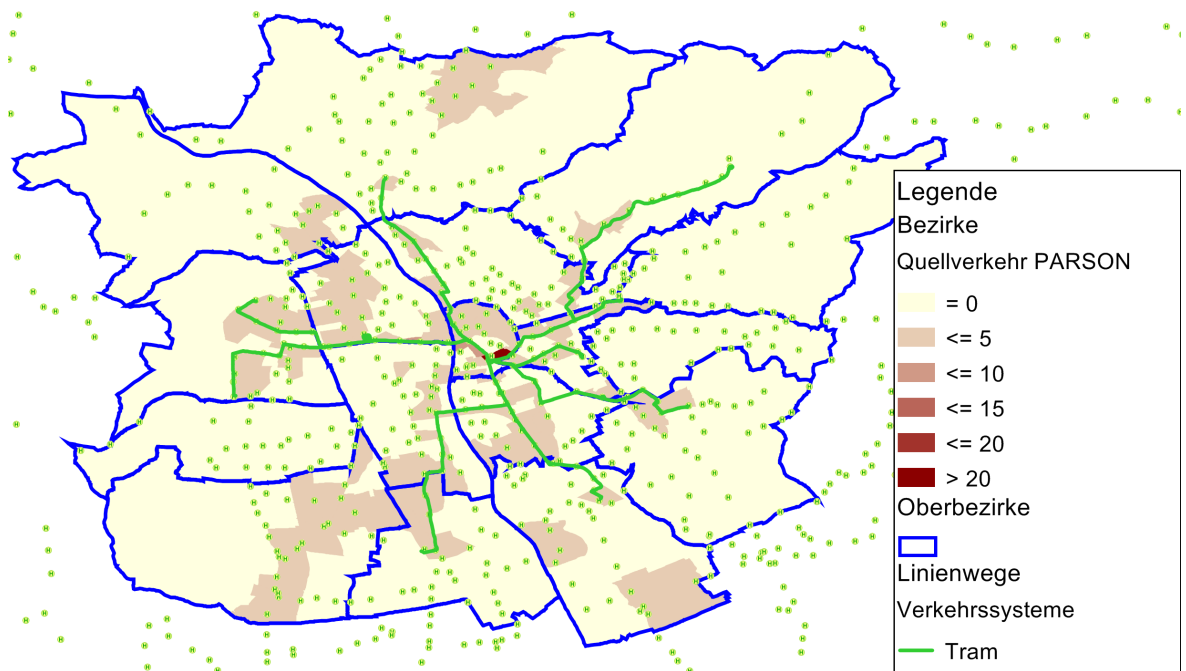 Legende
Bezirke
Quellverkehr PARSON
= 0
<= 5
<= 10
<= 15
<= 20
> 20
Oberbezirke
Linienwege
Verkehrssysteme
Tram